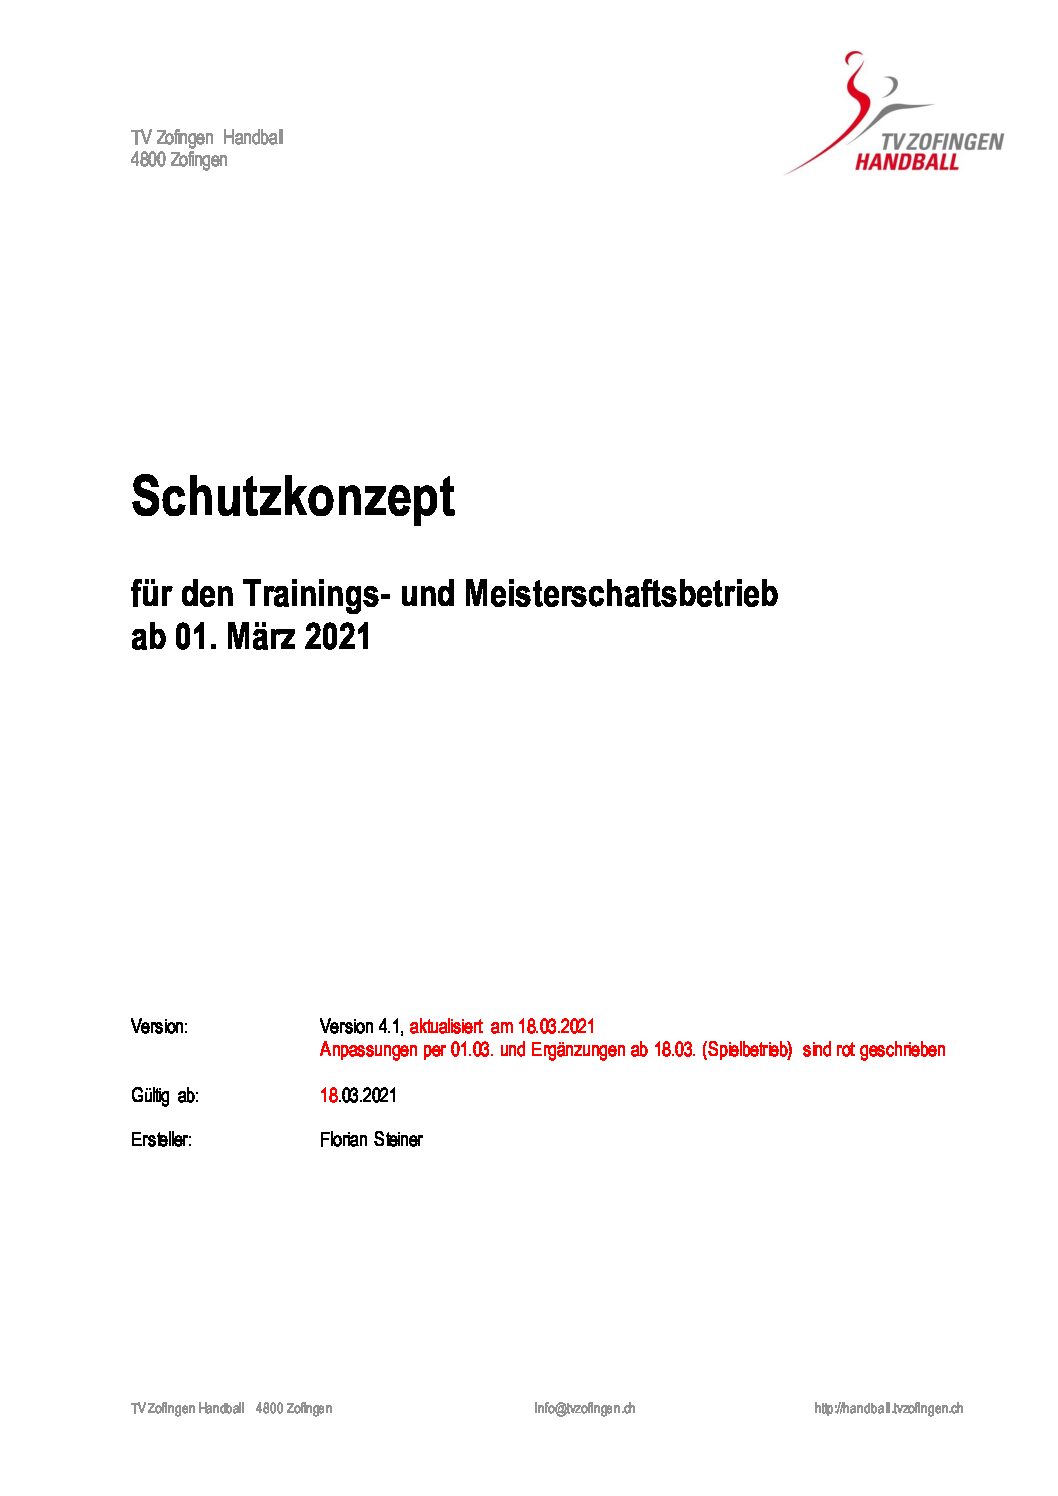 TV Zofingen Handball
4800 Zofingen
TV ZOFINGEN
HANDBALL
Schutzkonzept
für den Trainings- und Meisterschaftsbetrieb
ab 01. März 2021
Version: Version 4.1, aktualisiert am 18.03.2021
Anpassungen per 01.03. und Ergänzungen ab 18.03. (Spielbetrieb) sind rot geschrieben
Gültig ab: 18.03.2021
Ersteller: Florian Steiner
TV Zofingen Handball 4800 Zofingen info@tvzofingen.ch http://handball.tvzofingen.ch